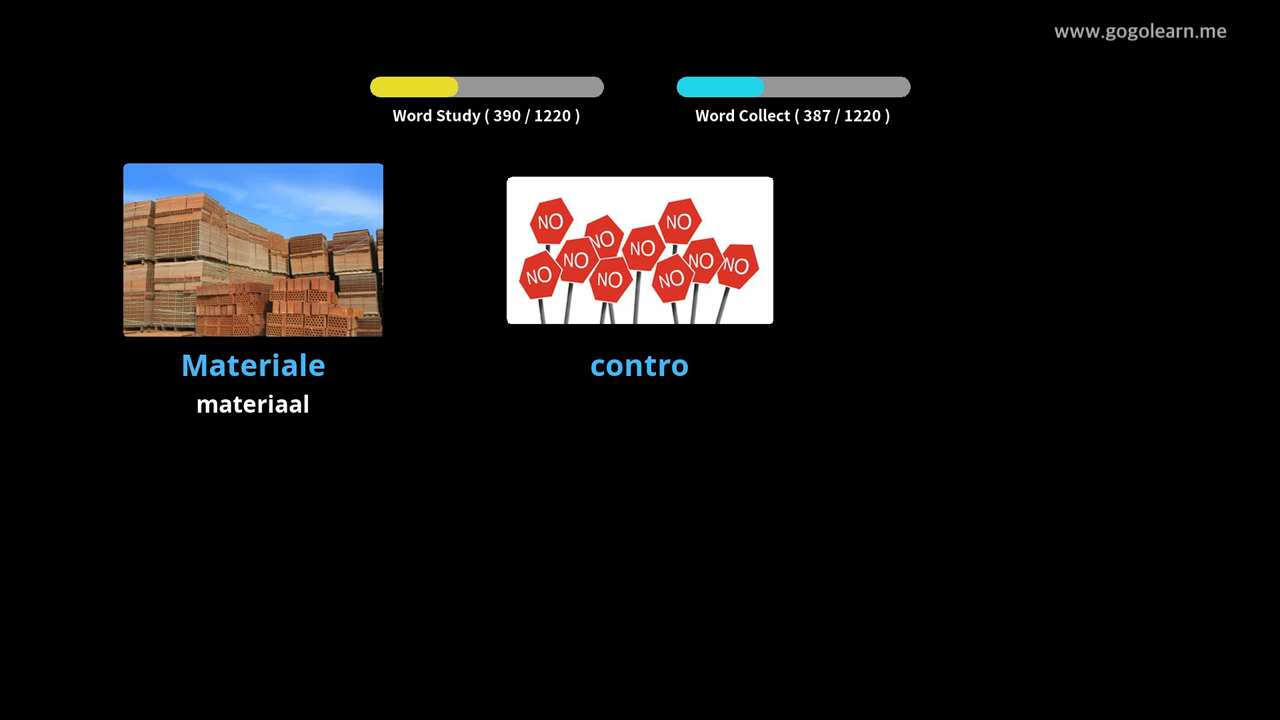 www.gogolearn.me
Word Study ( 390 / 1220 )
Word Collect ( 387 / 1220 )
NO
NO
NO
NO
NO
NO
NO
NO
NO
NO
Materiale
contro
materiaal